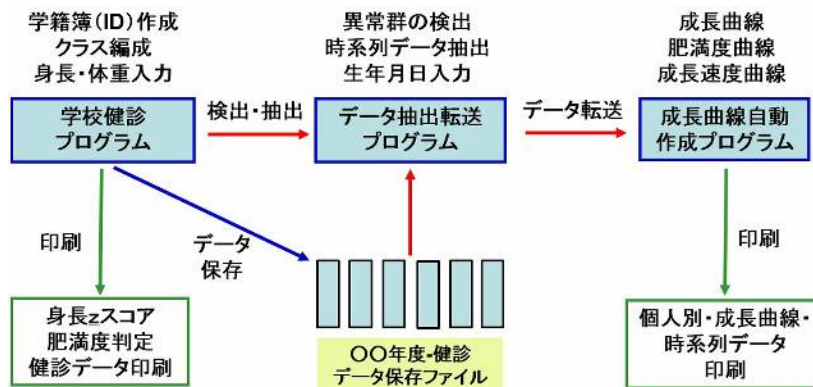 学籍簿(ID)作成
クラス編成
身長・体重入力
異常群の検出
時系列データ抽出
生年月日入力
成長曲線
肥満度曲線
成長速度曲線
学校健診
プログラム
検出・抽出
データ抽出転送
プログラム
データ転送
成長曲線自動
作成プログラム
印刷
データ
保存
印刷
身長zスコア
肥満度判定
健診データ印刷
〇〇年度-健診
データ保存ファイル
個人別・成長曲線・
時系列データ
印刷